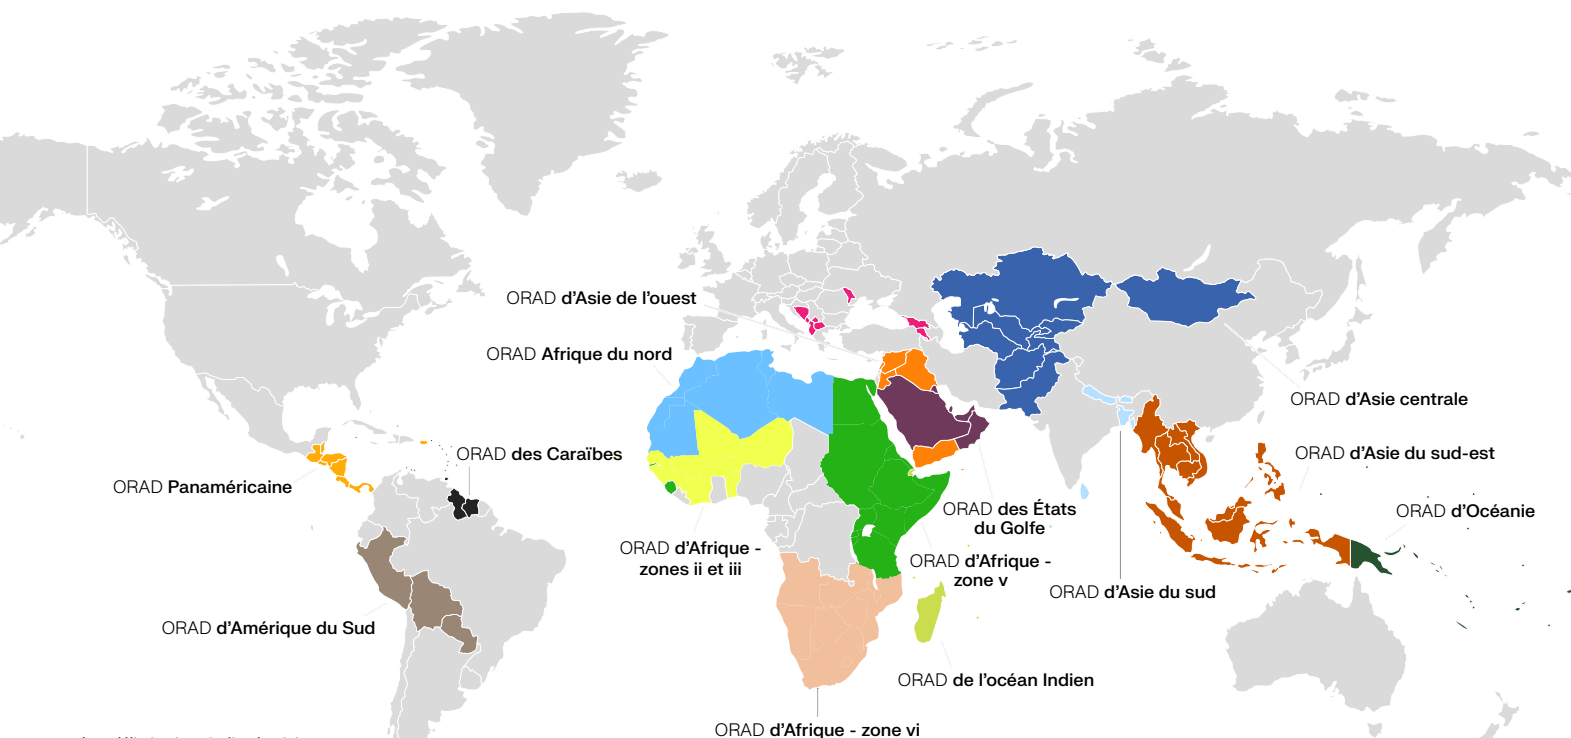 ORAD d'Asie de l'ouest
ORAD Afrique du nord
ORAD d'Asie centrale
ORAD des Caraïbes
ORAD d'Asie du sud-est
ORAD Panaméricaine
ORAD des États
du Golfe
ORAD d'Océanie
ORAD d'Afrique -
zones ii et iii
ORAD d'Afrique -
zone v
ORAD d'Asie du sud
ORAD d'Amérique du Sud
ORAD de l'océan Indien
ORAD d'Afrique - zone vi